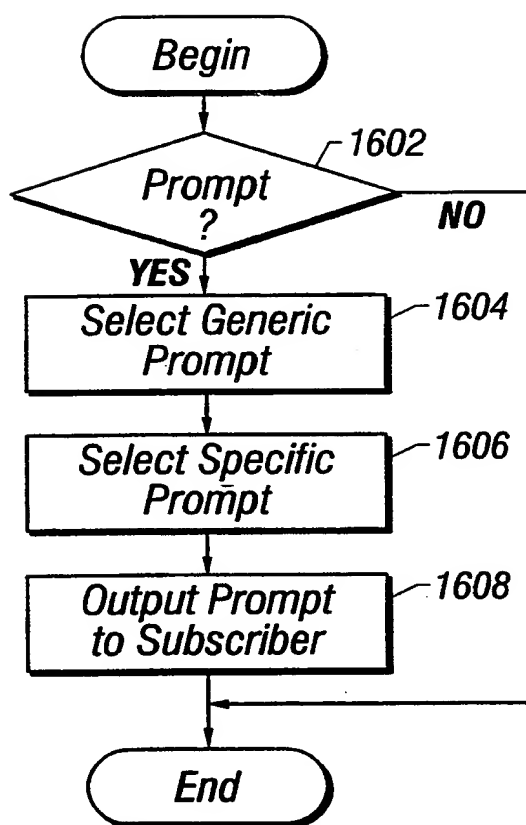 Begin
1602
Prompt
?
NO
YES
Select Generic
Prompt
1604
Select Specific
Prompt
1606
Output Prompt
to Subscriber
1608
End